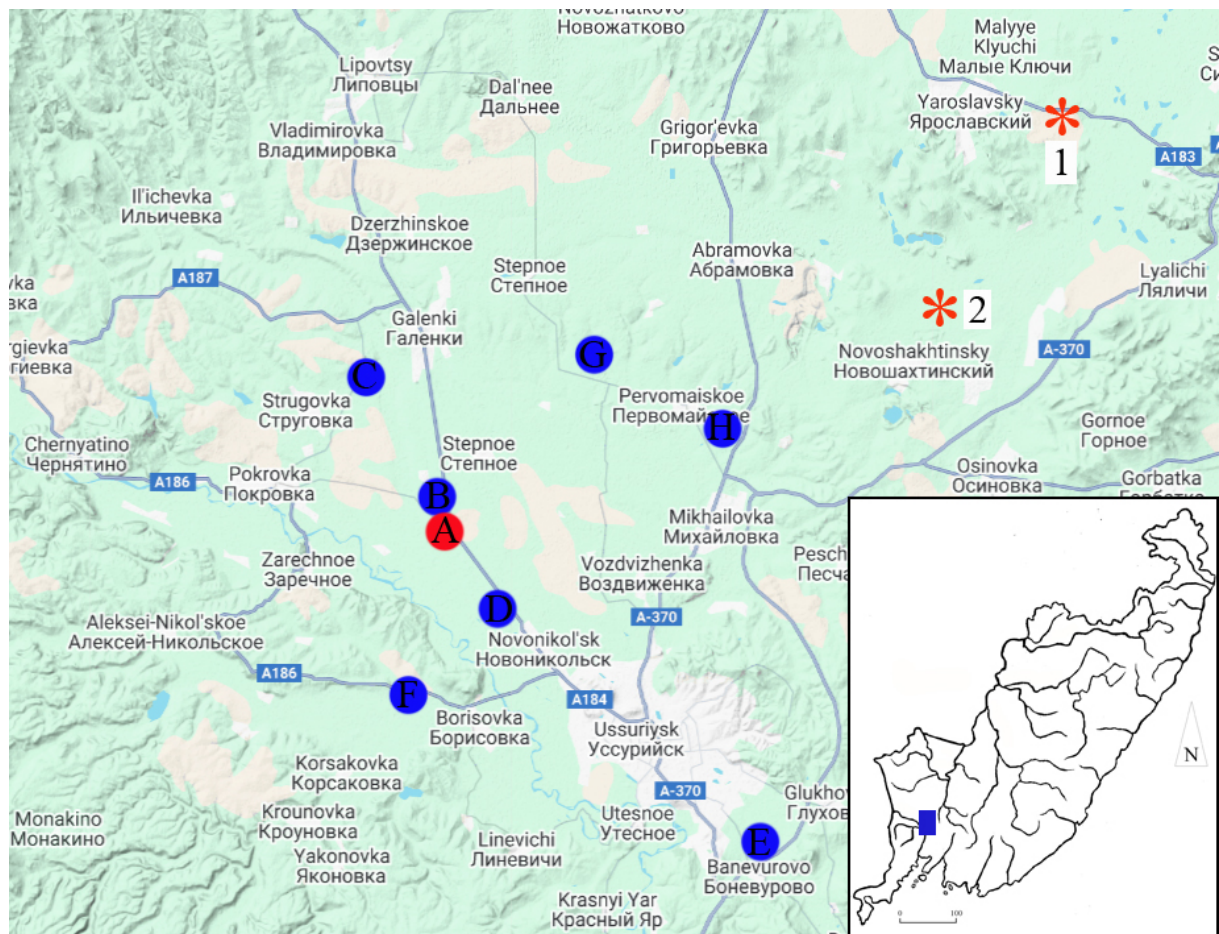 Novozhatkovo
Новожатково
Malyye
Klyuchi
Малые Ключи
Lipovtsy
Липовцы
Dal'nee
Дальнее
Yaroslavsky
Ярославский
1
A183
Vladimirovka
Владимировка
Grigor'evka
Григорьевка
Il'ichevka
Ильичевка
Dzerzhinskoe
Дзержинское
Stepnoe
Степное
Abramovka
Абрамовка
Lyalichi
Ляличи
A187
2
Galenki
Галенки
G
A-370
Novoshakhtinsky
Новошахтинский
C
Strugovka
Струговка
Pervomaiskoe
Первомайское
H
Gornoe
Горное
Chernyatino
Чернятино
Stepnoe
Степное
A186
Pokrovka
Покровка
B
A
Osinovka
Осиновка
Gorbatka
Mikhailovka
Михайловка
Zarechnoe
Заречное
Vozdvizhenka
Воздвиженка
D
A-370
Aleksei-Nikol'skoe
Алексей-Никольское
Novonikol'sk
Новоникольск
A186
F
A184
Borisovka
Борисовка
Ussuriysk
Уссурийск
Korsakovka
Корсаковка
A-370
Krounovka
Кроуновка
Monakino
Монакино
Utesnoe
Утесное
Linevichi
Линевичи
Yakonovka
Яконовка
E
Banevurovo
Боневурово
Krasnyi Yar
Красный Яр
N
0 100